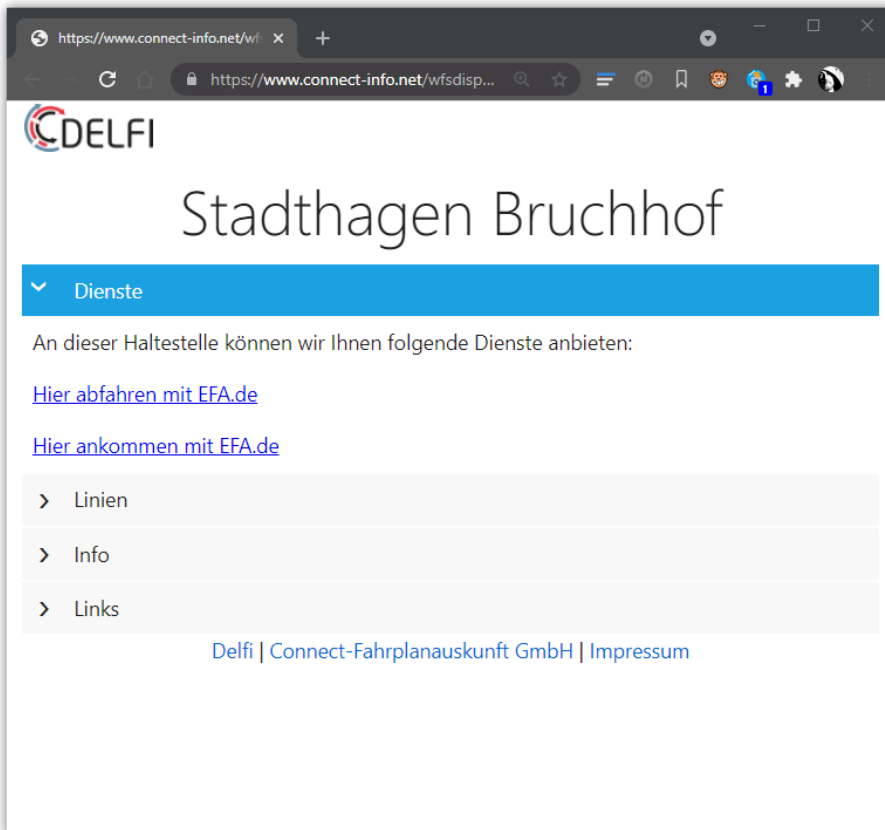 https://www.connect-info.net/wfs
https://www.connect-info.net/wfsdisp...
1
DELFI
Stadthagen Bruchhof
Dienste
An dieser Haltestelle können wir Ihnen folgende Dienste anbieten:
Hier abfahren mit EFA.de
Hier ankommen mit EFA.de
Linien
Info
Links
Delfi | Connect-Fahrplanauskunft GmbH | Impressum